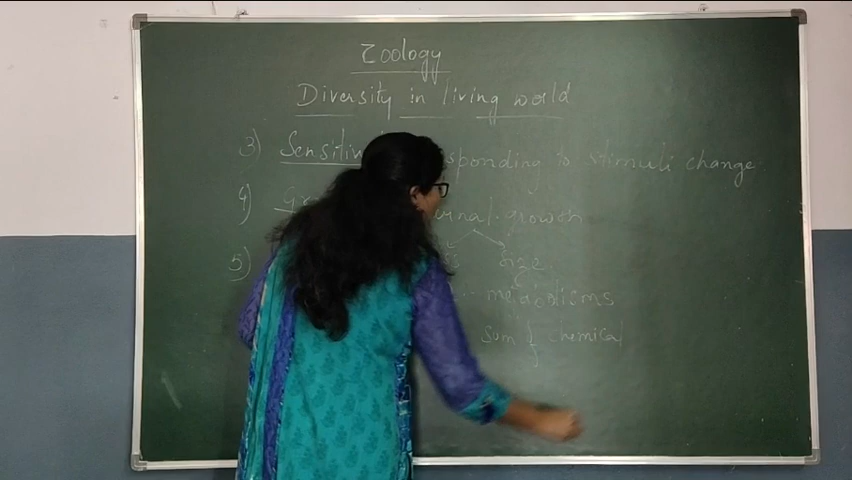 Zoology
Diversity in living world
3) Sensitiv sponding to stimuli change.
4) G rnal growth
5) size
metabolisms
sum of chemical